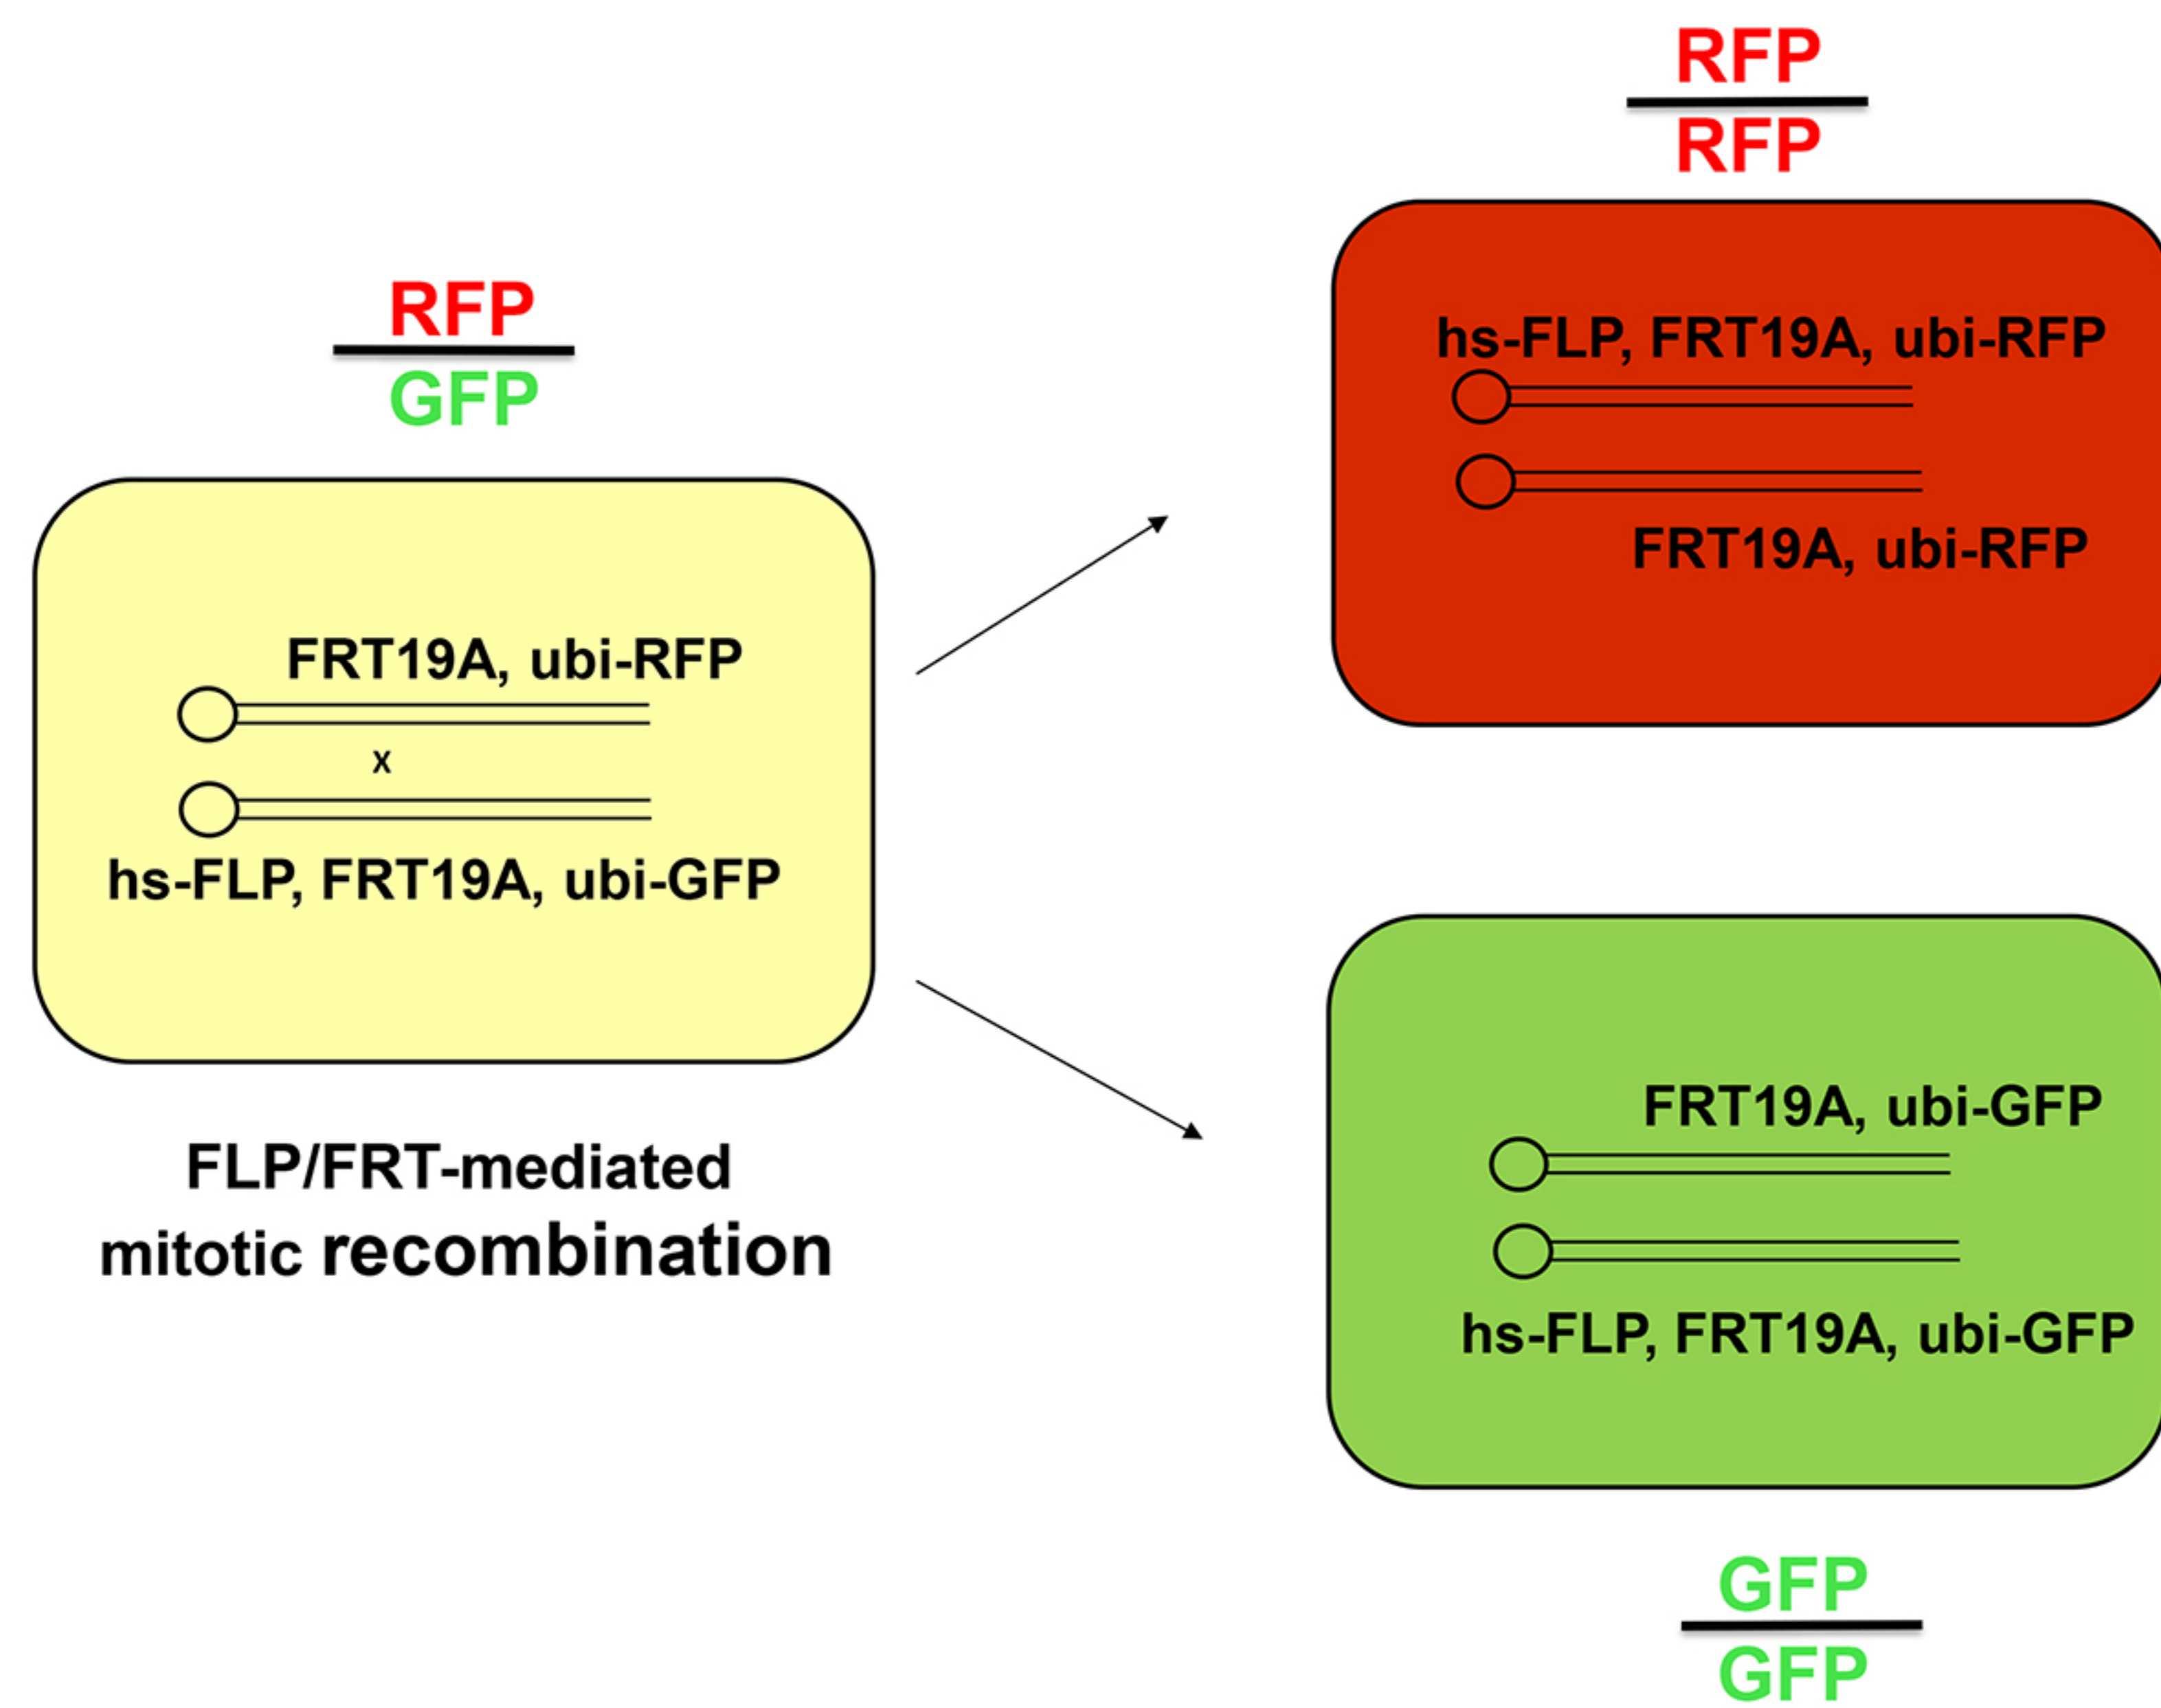 RFP
GFP
FRT19A, ubi-RFP
x
hs-FLP, FRT19A, ubi-GFP
FLP/FRT-mediated
mitotic recombination
RFP
RFP
hs-FLP, FRT19A, ubi-RFP
FRT19A, ubi-RFP
FRT19A, ubi-GFP
hs-FLP, FRT19A, ubi-GFP
GFP
GFP